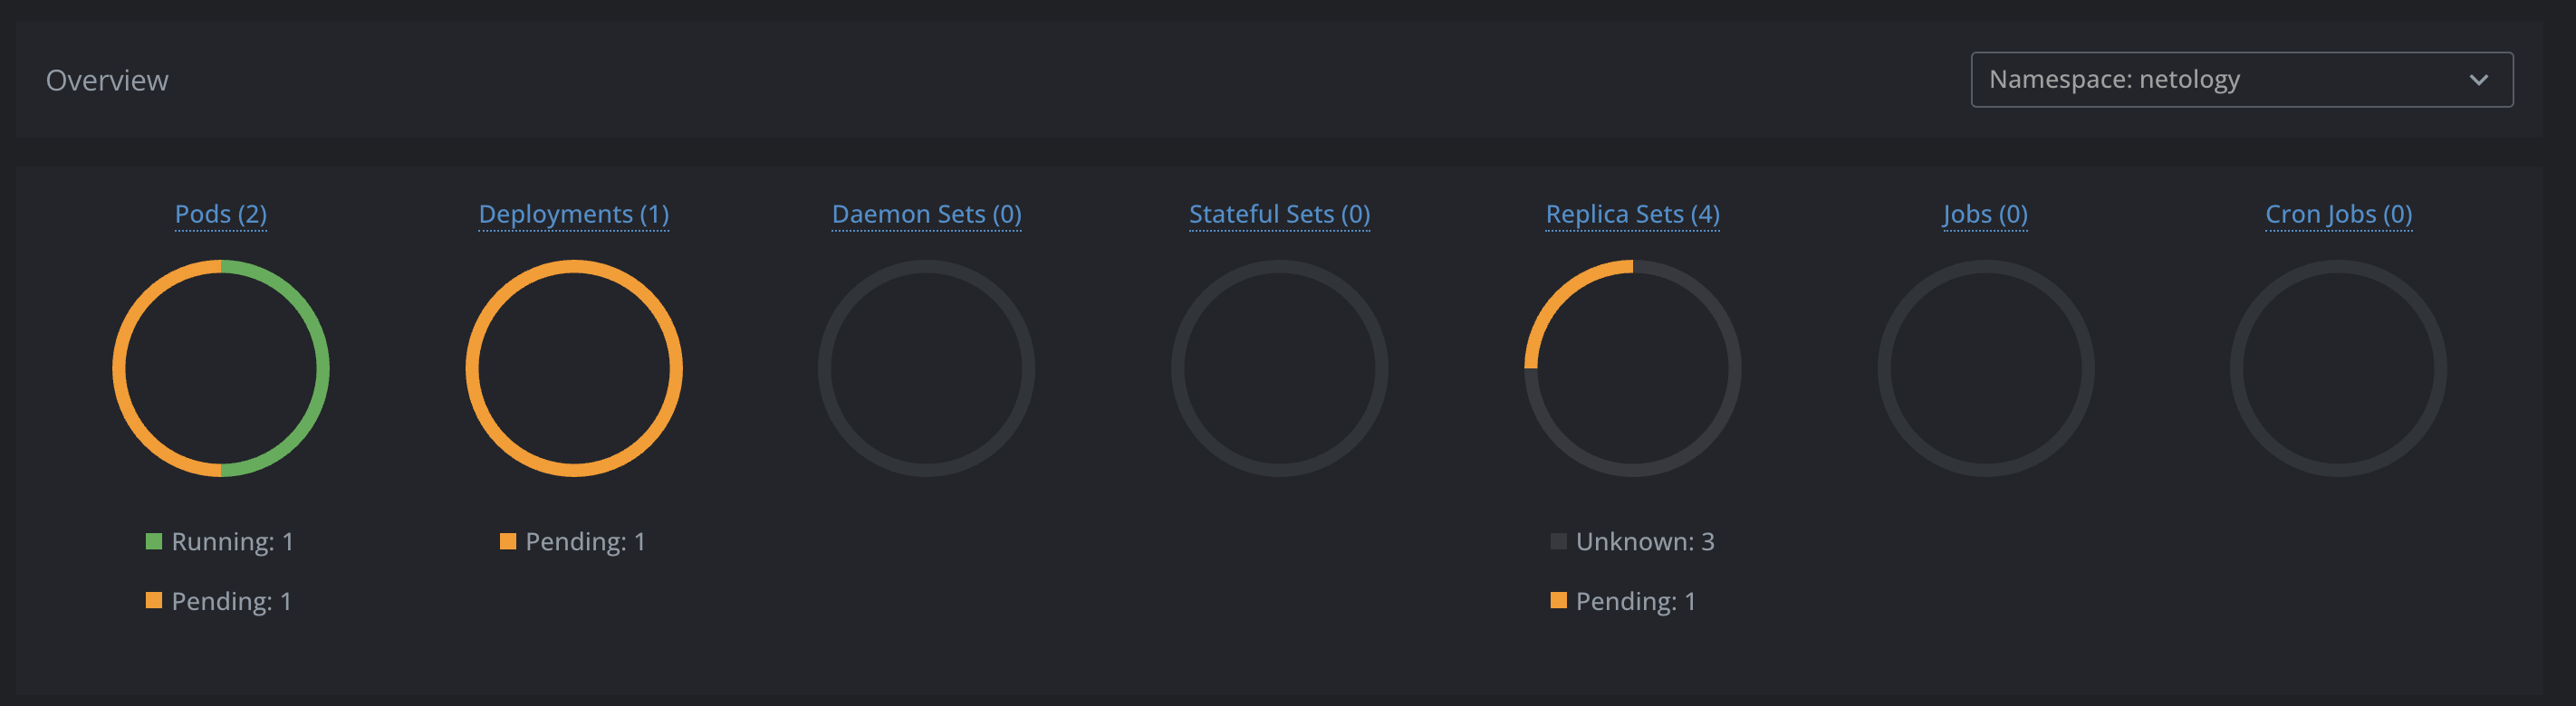 Overview
Namespace: netology
Pods (2)
Deployments (1)
Daemon Sets (0)
Stateful Sets (0)
Replica Sets (4)
Jobs (0)
Cron Jobs (0)
Running: 1
Pending: 1
Pending: 1
Unknown: 3
Pending: 1